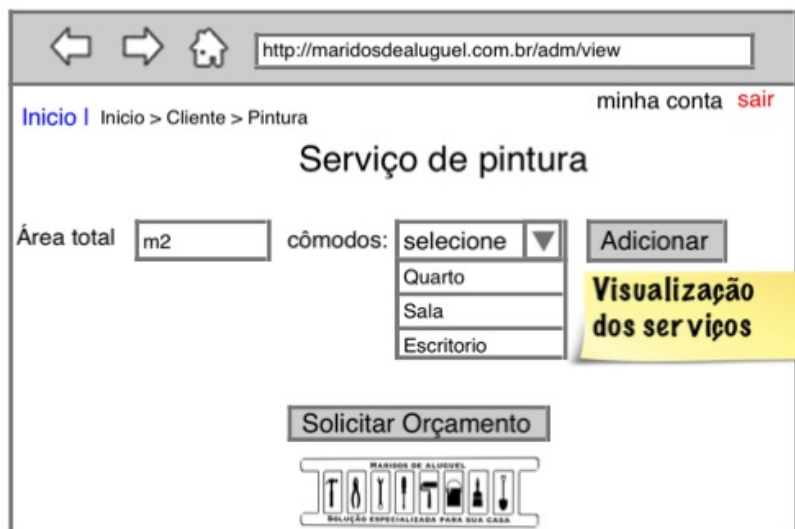 http://maridosdealuguel.com.br/adm/view
minha conta sair
Inicio | Inicio > Cliente > Pintura
Serviço de pintura
Área total m2 cômodos: selecione Adicionar
Quarto
Sala
Escritorio
Visualização
dos serviços
Solicitar Orçamento
MARIDOS DE ALUGUEL
SOLUÇÃO ESPECIALIZADA PARA SUA CASA